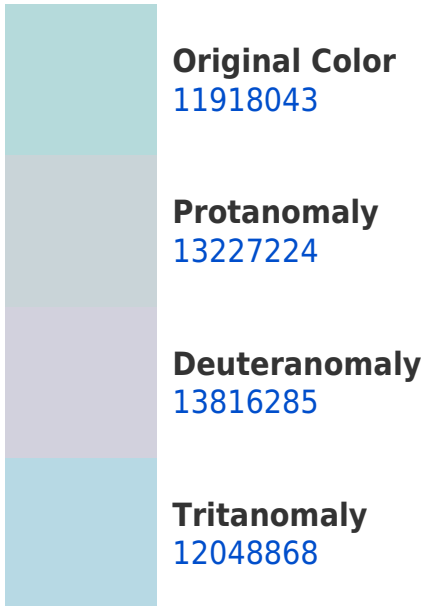 Original Color
11918043
Protanomaly
13227224
Deuteranomaly
13816285
Tritanomaly
12048868